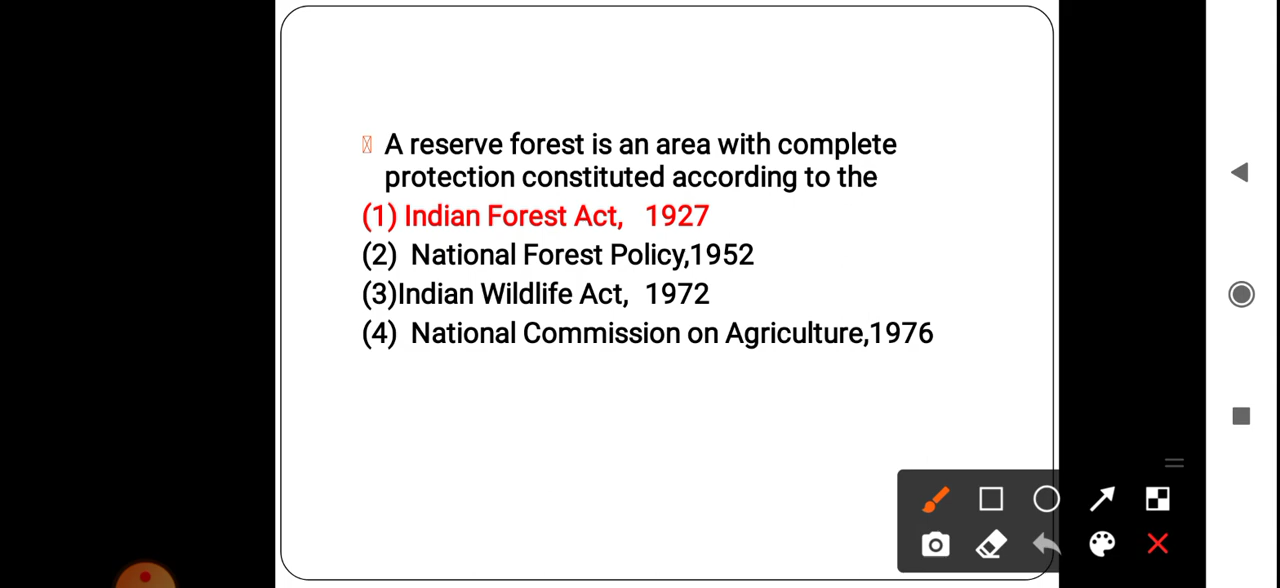 A reserve forest is an area with complete
protection constituted according to the
(1) Indian Forest Act, 1927
(2) National Forest Policy,1952
(3)Indian Wildlife Act, 1972
(4) National Commission on Agriculture,1976